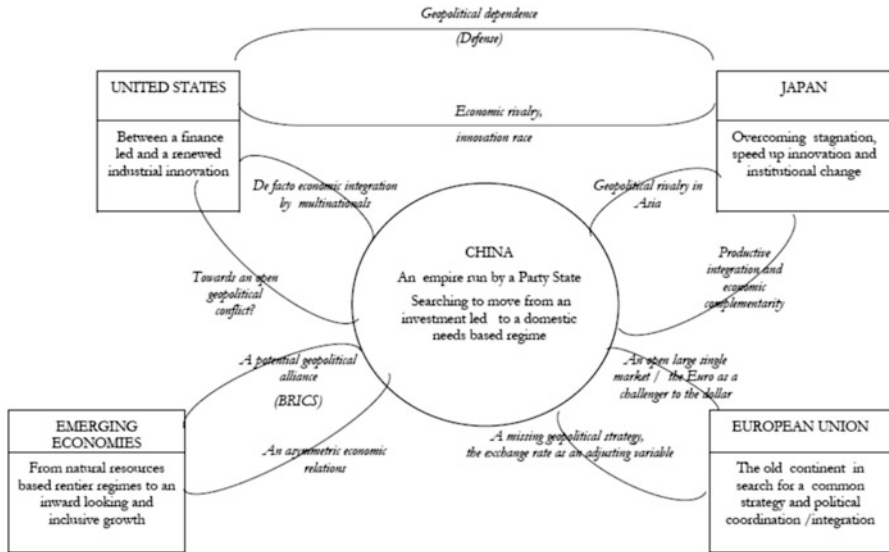 Geopolitical dependence
(Defense)
UNITED STATES
Between a finance
led and a renewed
industrial innovation
Economic rivalry,
innovation race
JAPAN
Overcoming stagnation,
speed up innovation and
institutional change
De facto economic integration
by multinationals
Geopolitical rivalry in
Asia
Towards an open
geopolitical
conflict?
CHINA
An empire run by a Party State
Searching to move from an
investment led to a domestic
needs based regime
Productive
integration and
economic
complementarity
A potential geopolitical
alliance
(BRICS)
An open large single
market / the Euro as a
challenger to the dollar
EMERGING
ECONOMIES
From natural resources
based rentier regimes to an
inward looking and
inclusive growth
An asymmetric economic
relations
A missing geopolitical strategy,
the exchange rate as an adjusting variable
EUROPEAN UNION
The old continent in
search for a common
strategy and political
coordination /integration